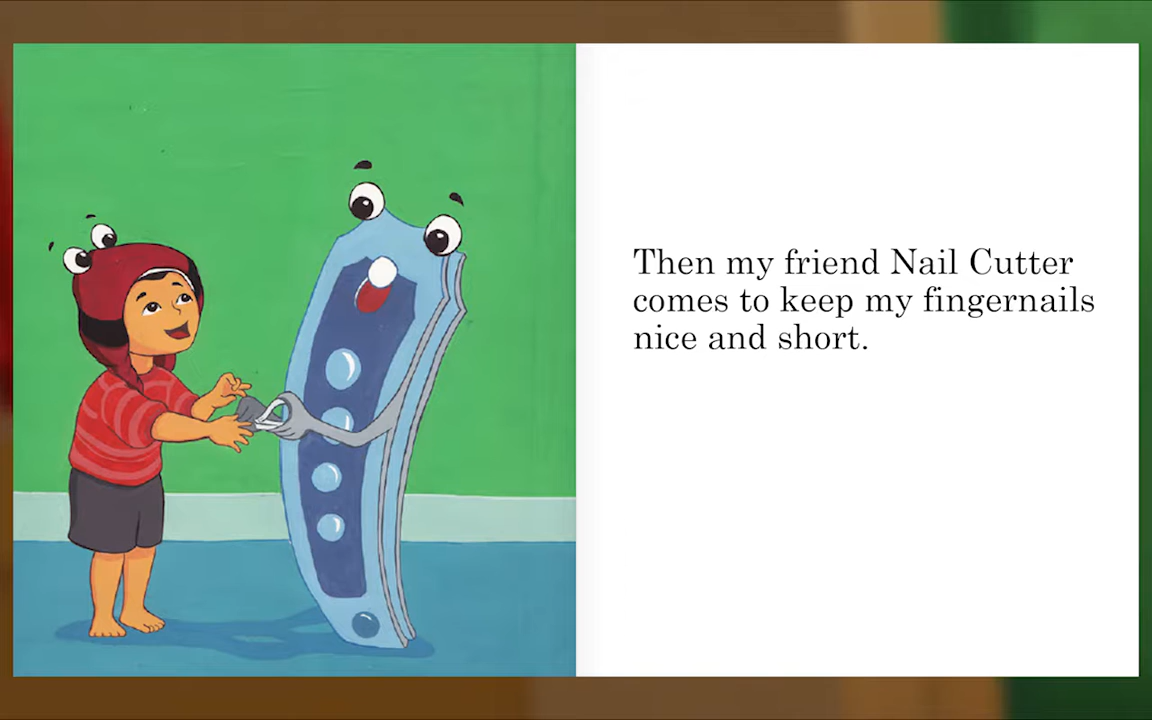 Then my friend Nail Cutter
comes to keep my fingernails
nice and short.